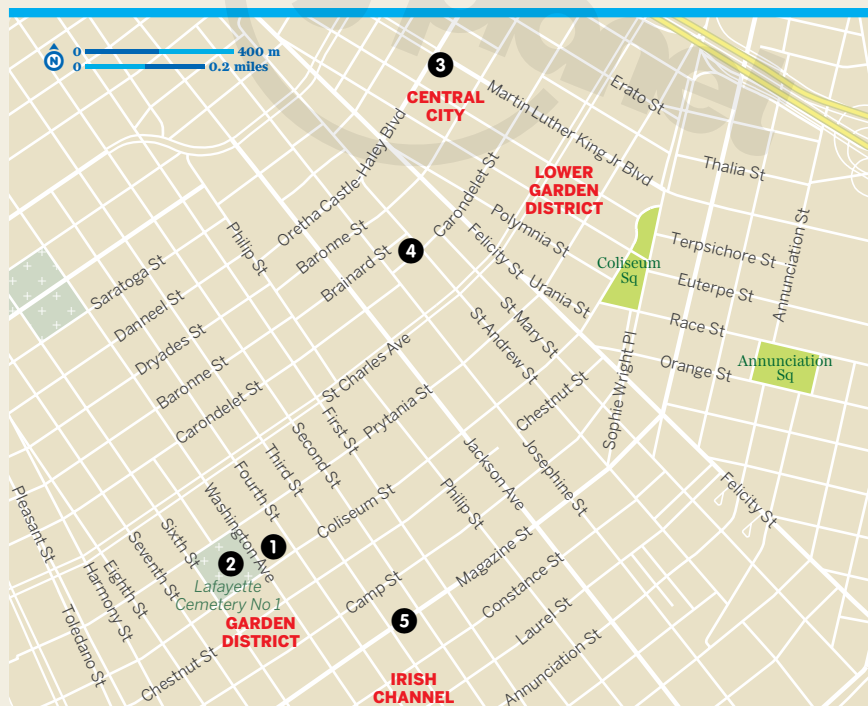 planet
N
0
400 m
0
0.2 miles
3
CENTRAL
CITY
Erato St
Martin Luther King Jr Blvd
Oretha Castle-Haley Blvd
LOWER
GARDEN
DISTRICT
Thalia St
Carondelet St
Philip St
Baronne St
Brainard St
4
Polymnia St
Felicity St
Urania St
Coliseum
Sq
Terpsichore St
Euterpe St
Annunciation St
Saratoga St
Danneel St
Dryades St
Baronne St
Carondelet St
St Charles Ave
St Mary St
St Andrew St
Race St
Orange St
Annunciation
Sq
Sophie Wright Pl
Chestnut St
First St
Prytania St
Second St
Third St
Fourth St
Washington Ave
Jackson Ave
Josephine St
Philip St
Coliseum St
Felicity St
Pleasant St
Sixth St
Seventh St
Eighth St
Harmony St
Toledano St
1
2
Lafayette
Cemetery No 1
GARDEN
DISTRICT
Camp St
Magazine St
Constance St
Laurel St
Annunciation St
5
Chestnut St
IRISH
CHANNEL